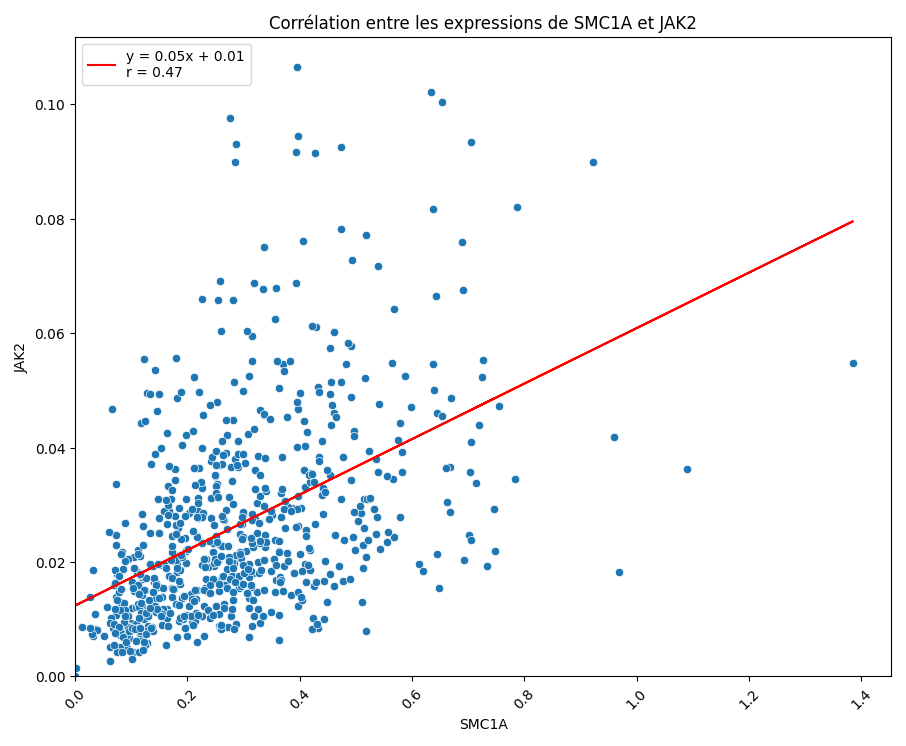 Corrélation entre les expressions de SMC1A et JAK2
y = 0.05x + 0.01
r = 0.47
0.10
0.08
0.06
0.04
0.02
0.00
JAK2
0.0
0.2
0.4
0.6
0.8
1.0
1.2
1.4
SMC1A